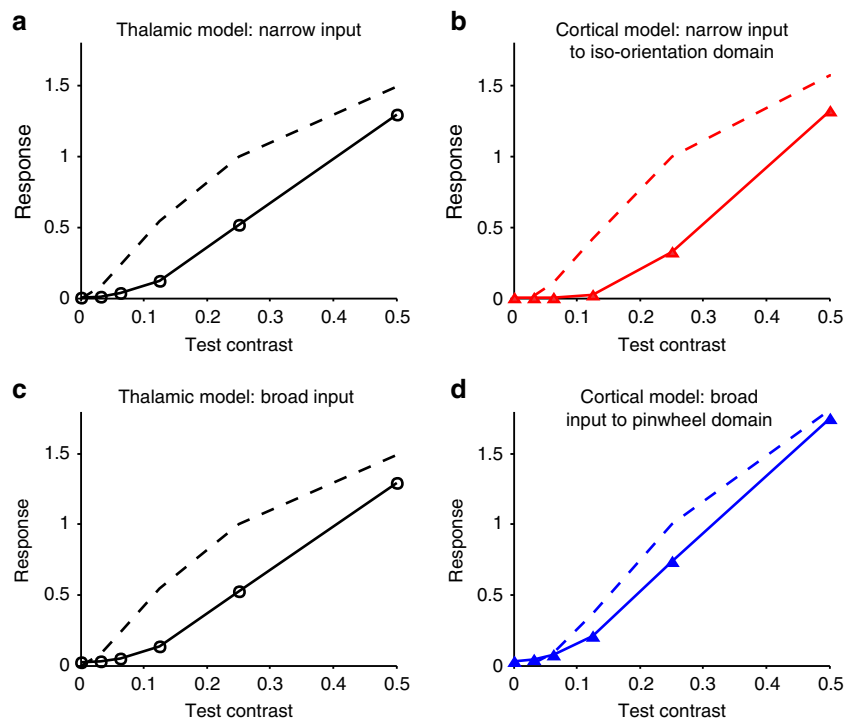 a
Thalamic model: narrow input
Response
1.5
1
0.5
0
0 0.1 0.2 0.3 0.4 0.5
Test contrast
b
Cortical model: narrow input
to iso-orientation domain
Response
1.5
1
0.5
0
0 0.1 0.2 0.3 0.4 0.5
Test contrast
c
Thalamic model: broad input
Response
1.5
1
0.5
0
0 0.1 0.2 0.3 0.4 0.5
Test contrast
d
Cortical model: broad
input to pinwheel domain
Response
1.5
1
0.5
0
0 0.1 0.2 0.3 0.4 0.5
Test contrast